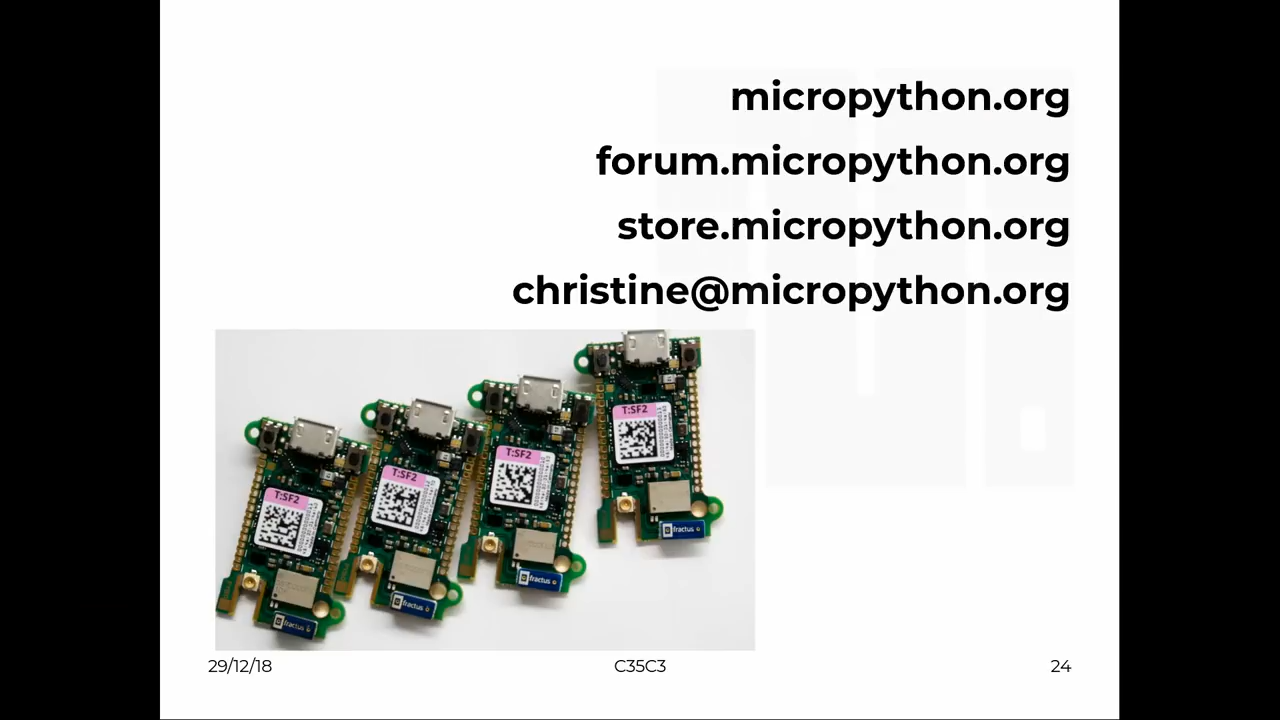 micropython.org
forum.micropython.org
store.micropython.org
christine@micropython.org
T:SF2
T:SF2
T:SF2
T:SF2
fractus
fractus
fractus
fractus
29/12/18
C35C3
24